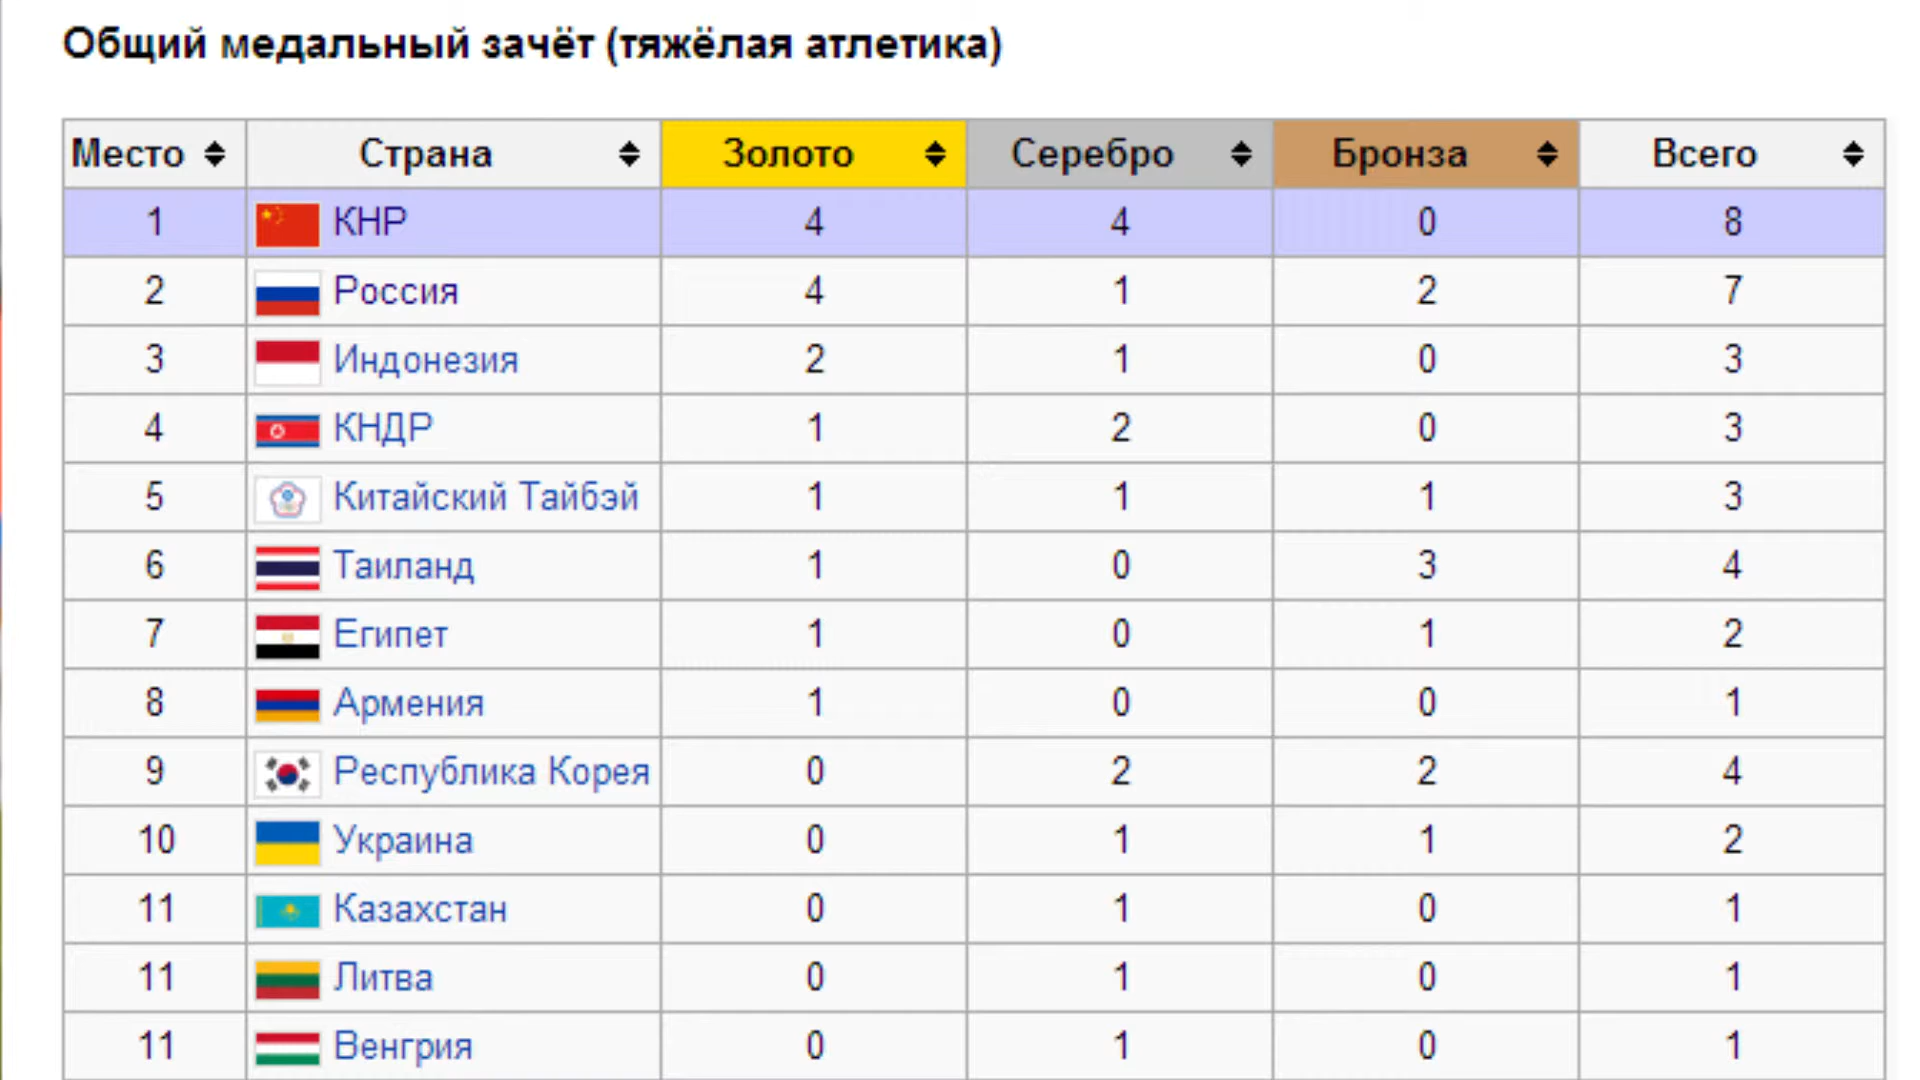 Общий медальный зачёт (тяжёлая атлетика)
Место Страна Золото Серебро Бронза Всего
1 КНР 4 4 0 8
2 Россия 4 1 2 7
3 Индонезия 2 1 0 3
4 КНДР 1 2 0 3
5 Китайский Тайбэй 1 1 1 3
6 Таиланд 1 0 3 4
7 Египет 1 0 1 2
8 Армения 1 0 0 1
9 Республика Корея 0 2 2 4
10 Украина 0 1 1 2
11 Казахстан 0 1 0 1
11 Литва 0 1 0 1
11 Венгрия 0 1 0 1